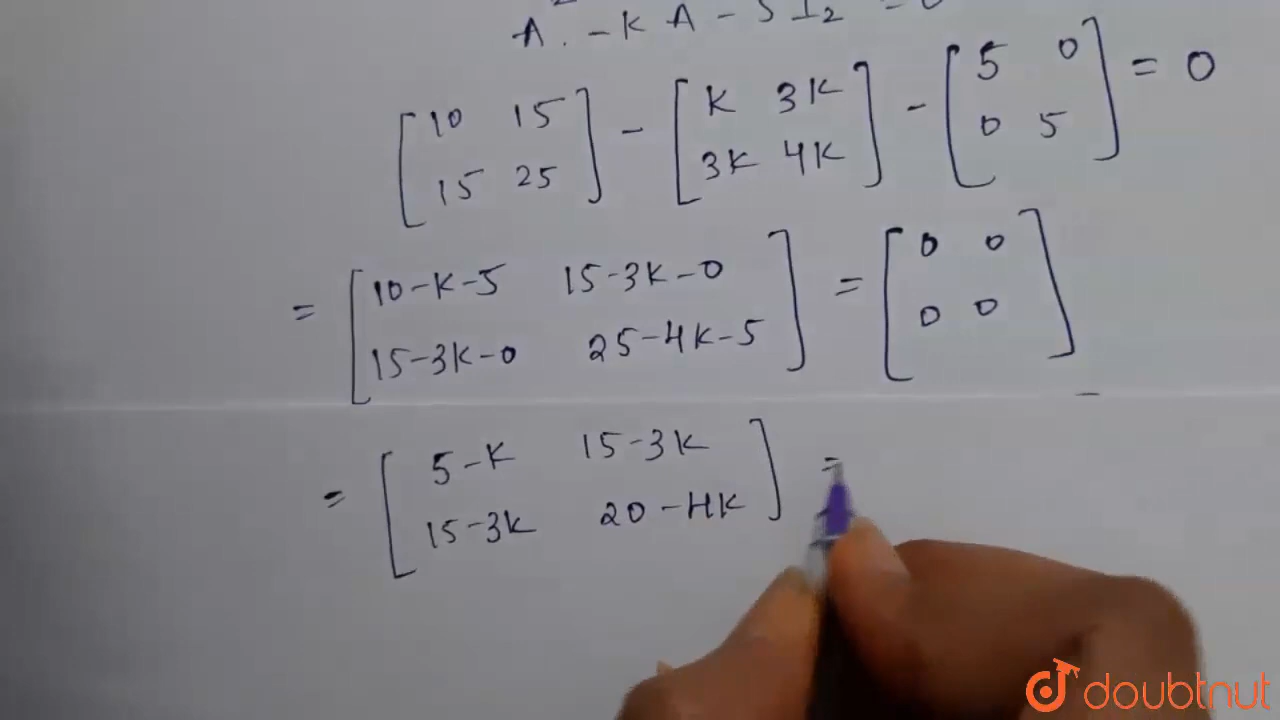 A² - K A - 5 I₂ = 0
[10 15] - [K 3K] - [5 0] = 0
[15 25] [3K 4K] [0 5]
= [10-K-5 15-3K-0] = [0 0]
[15-3K-0 25-4K-5] [0 0]
= [5-K 15-3K] =
[15-3K 20-4K]
doubtnut